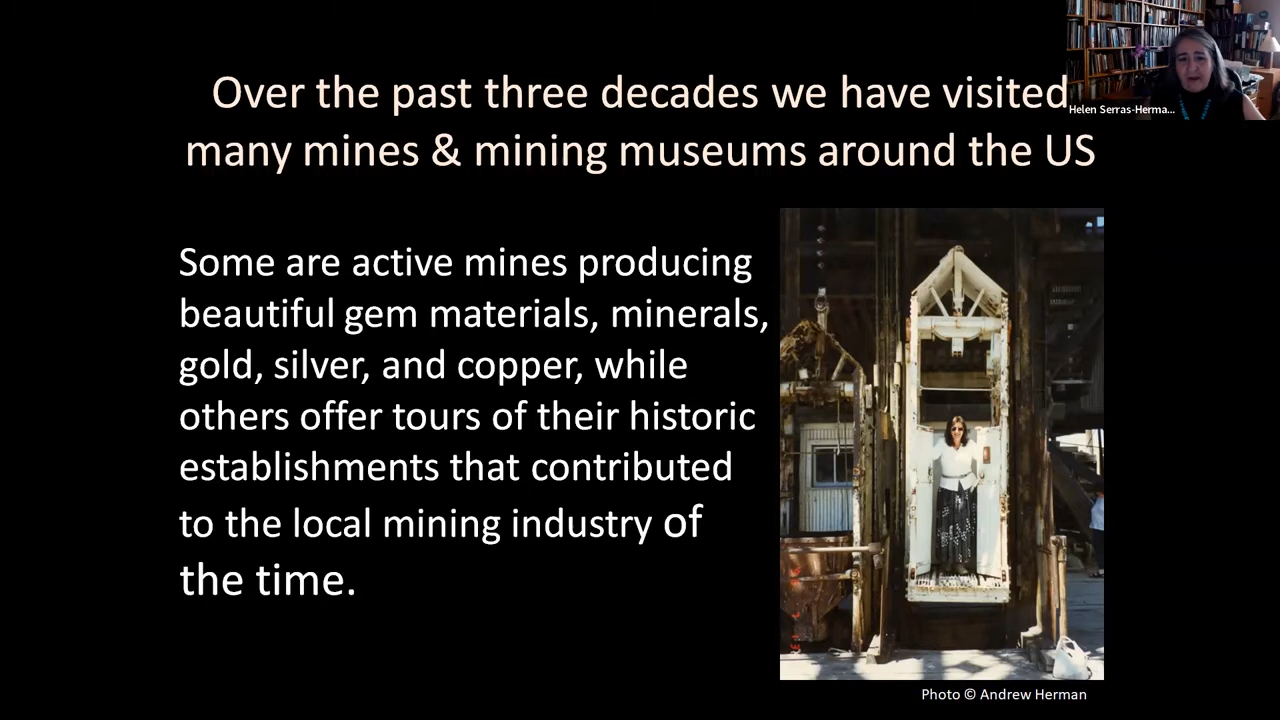 Over the past three decades we have visited
many mines & mining museums around the US
Helen Serras-Herma...
Some are active mines producing
beautiful gem materials, minerals,
gold, silver, and copper, while
others offer tours of their historic
establishments that contributed
to the local mining industry of
the time.
Photo © Andrew Herman